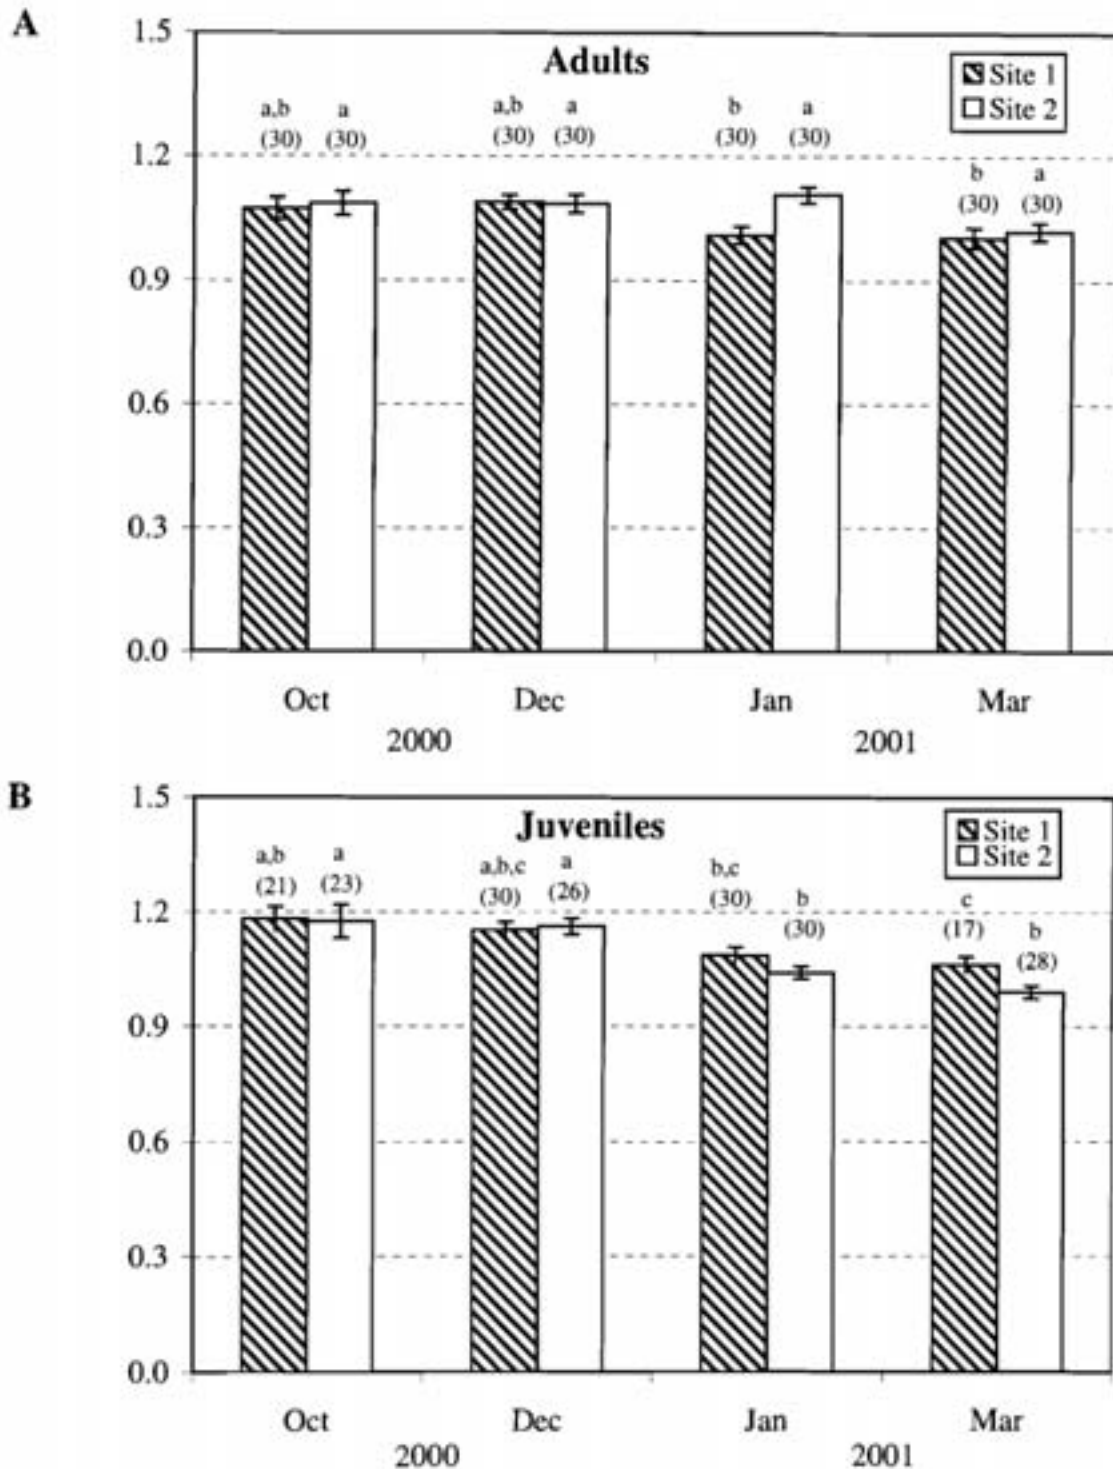 A
1.5
Adults
Site 1
Site 2
a,b a a,b a b a
(30) (30) (30) (30) (30) (30)
1.2
b a
(30) (30)
0.9
0.6
0.3
0.0
Oct Dec Jan Mar
2000 2001
B
1.5
Juveniles
Site 1
Site 2
a,b a a,b,c a b,c
(21) (23) (30) (26) (30)
b c
1.2
(30) (17)
b
(28)
0.9
0.6
0.3
0.0
Oct Dec Jan Mar
2000 2001